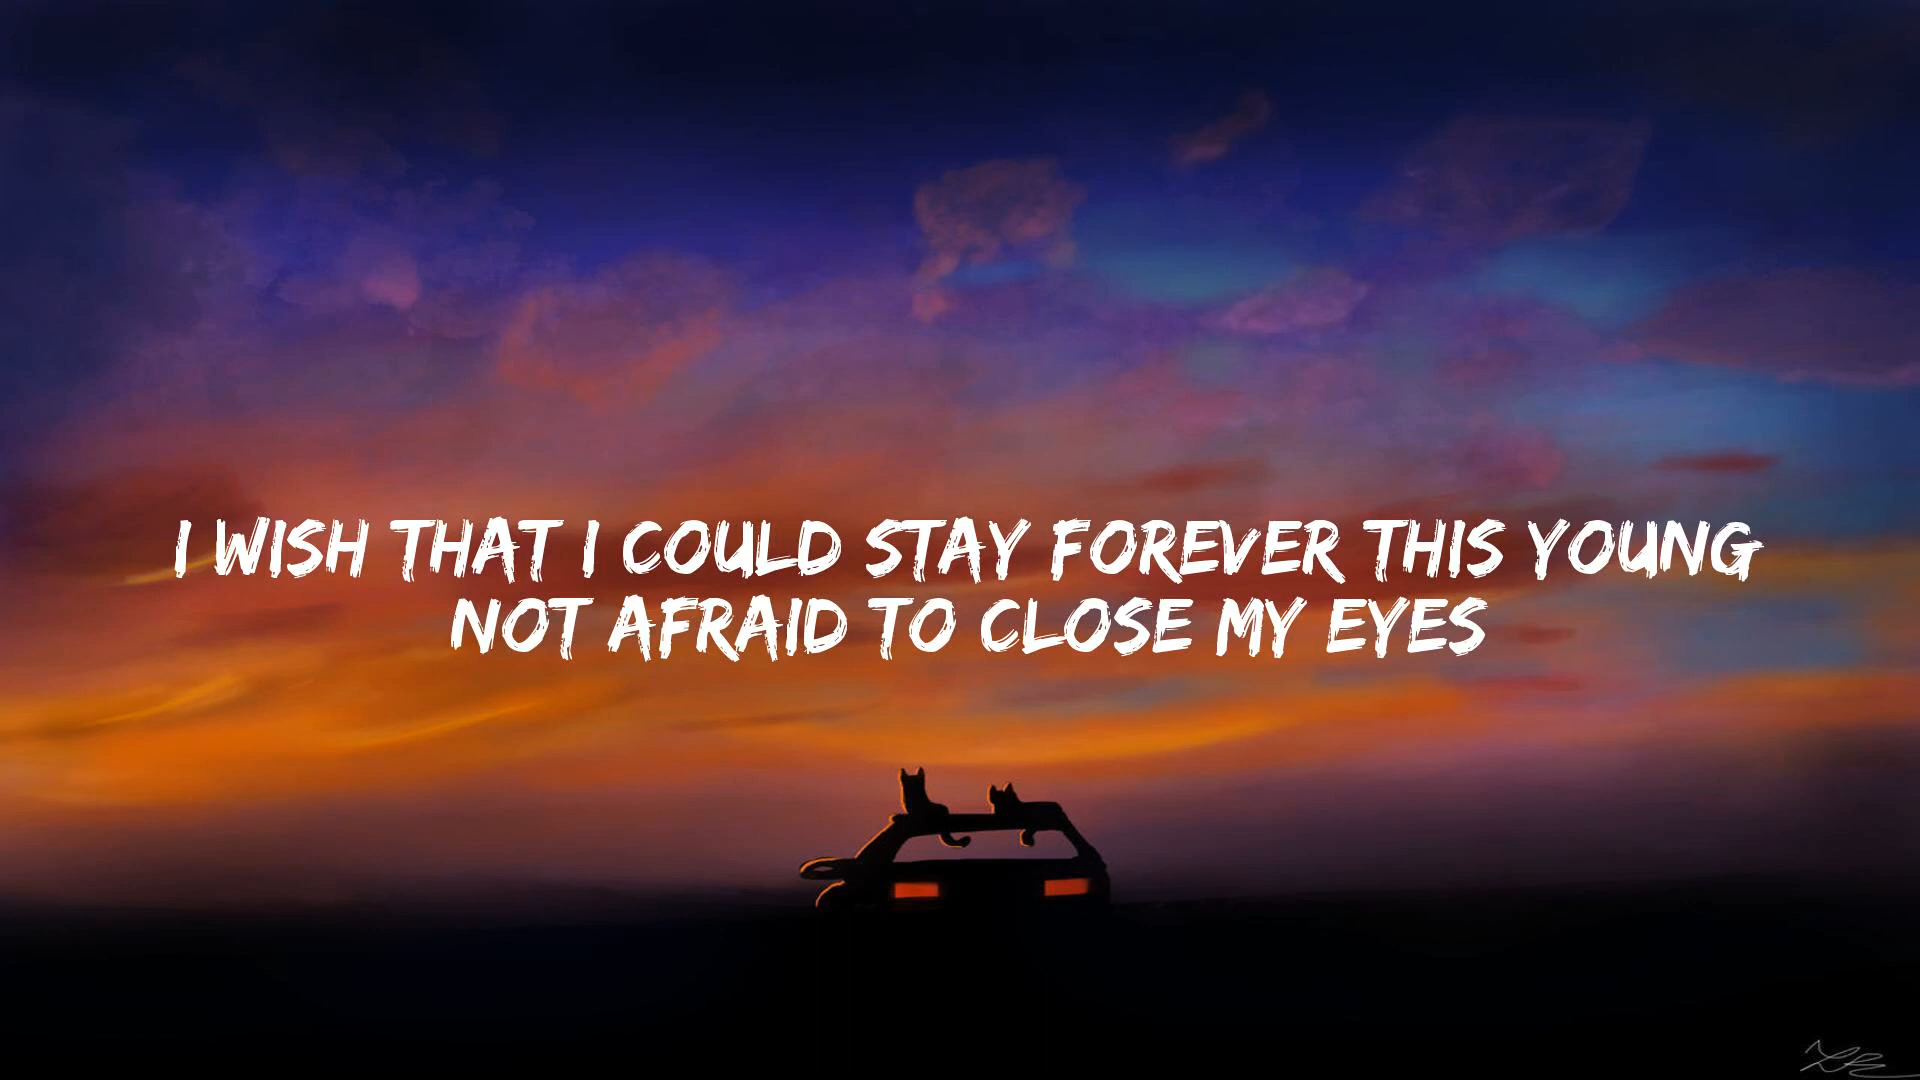 I WISH THAT I COULD STAY FOREVER THIS YOUNG
NOT AFRAID TO CLOSE MY EYES